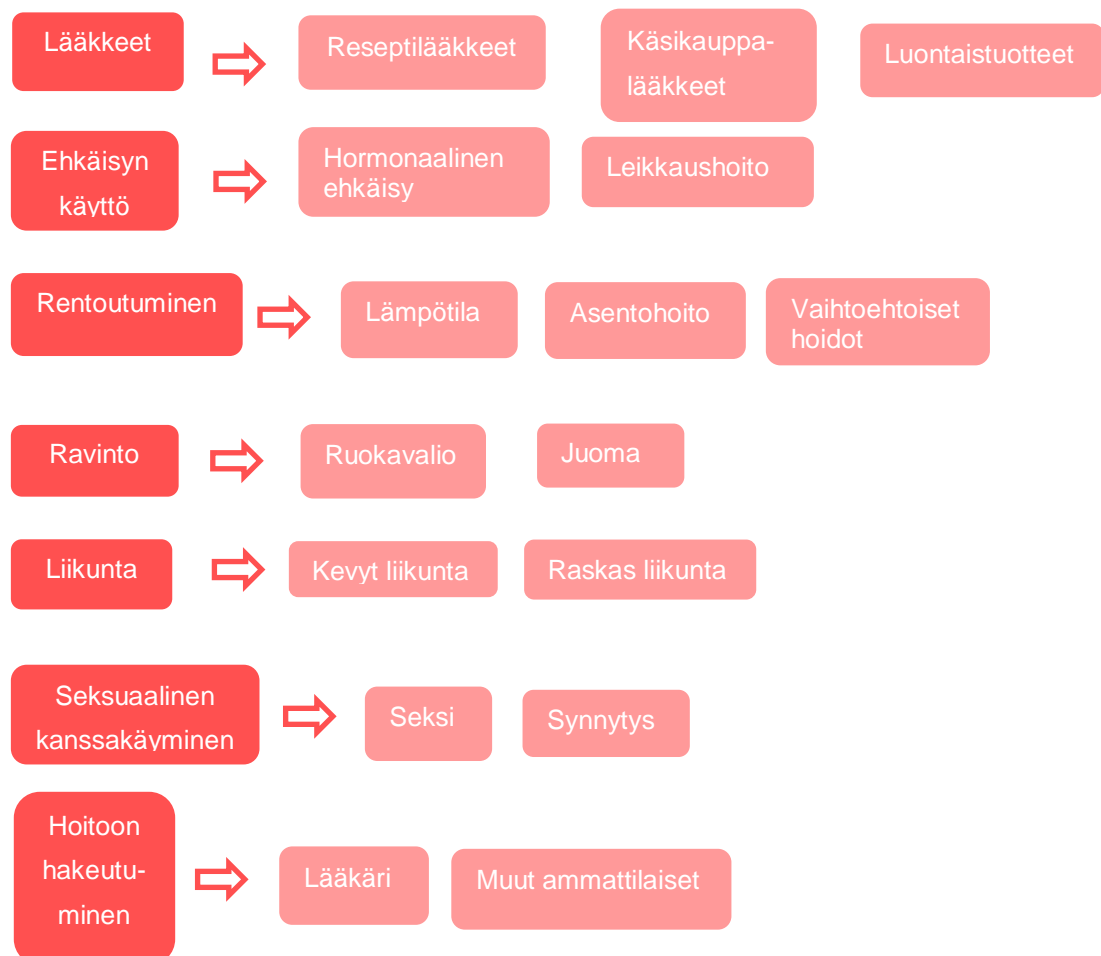 Lääkkeet
Reseptilääkkeet
Käsikauppa-
lääkkeet
Luontaistuotteet
Ehkäisyn
käyttö
Hormonaalinen
ehkäisy
Leikkaushoito
Rentoutuminen
Lämpötila
Asentohoito
Vaihtoehtoiset
hoidot
Ravinto
Ruokavalio
Juoma
Liikunta
Kevyt liikunta
Raskas liikunta
Seksuaalinen
kanssakäyminen
Seksi
Synnytys
Hoitoon
hakeutu-
minen
Lääkäri
Muut ammattilaiset